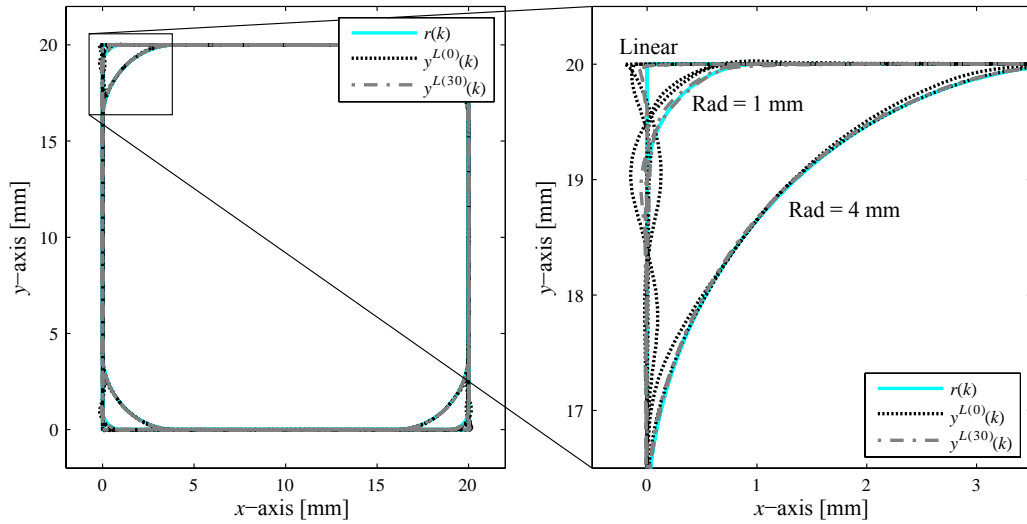 20
15
10
5
0
y−axis [mm]
0 5 10 15 20
x−axis [mm]
r(k)
y^{L(0)}(k)
y^{L(30)}(k)
20
19
18
17
y−axis [mm]
0 1 2 3
x−axis [mm]
Linear
Rad = 1 mm
Rad = 4 mm
r(k)
y^{L(0)}(k)
y^{L(30)}(k)